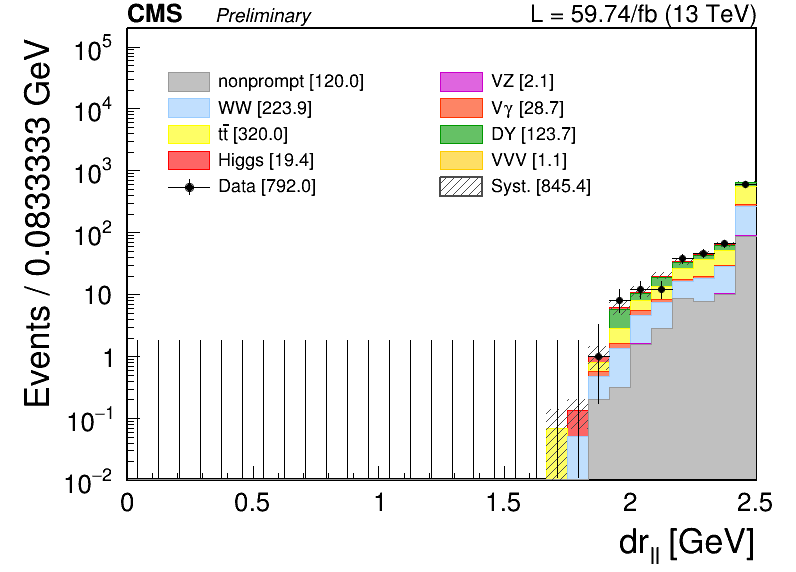 CMS Preliminary L = 59.74/fb (13 TeV)
Events / 0.0833333 GeV
10⁵
10⁴
10³
10²
10
1
10⁻¹
10⁻²
nonprompt [120.0] VZ [2.1]
WW [223.9] Vγ [28.7]
tt̄ [320.0] DY [123.7]
Higgs [19.4] VVV [1.1]
Data [792.0] Syst. [845.4]
0 0.5 1 1.5 2 2.5
dr_ll [GeV]